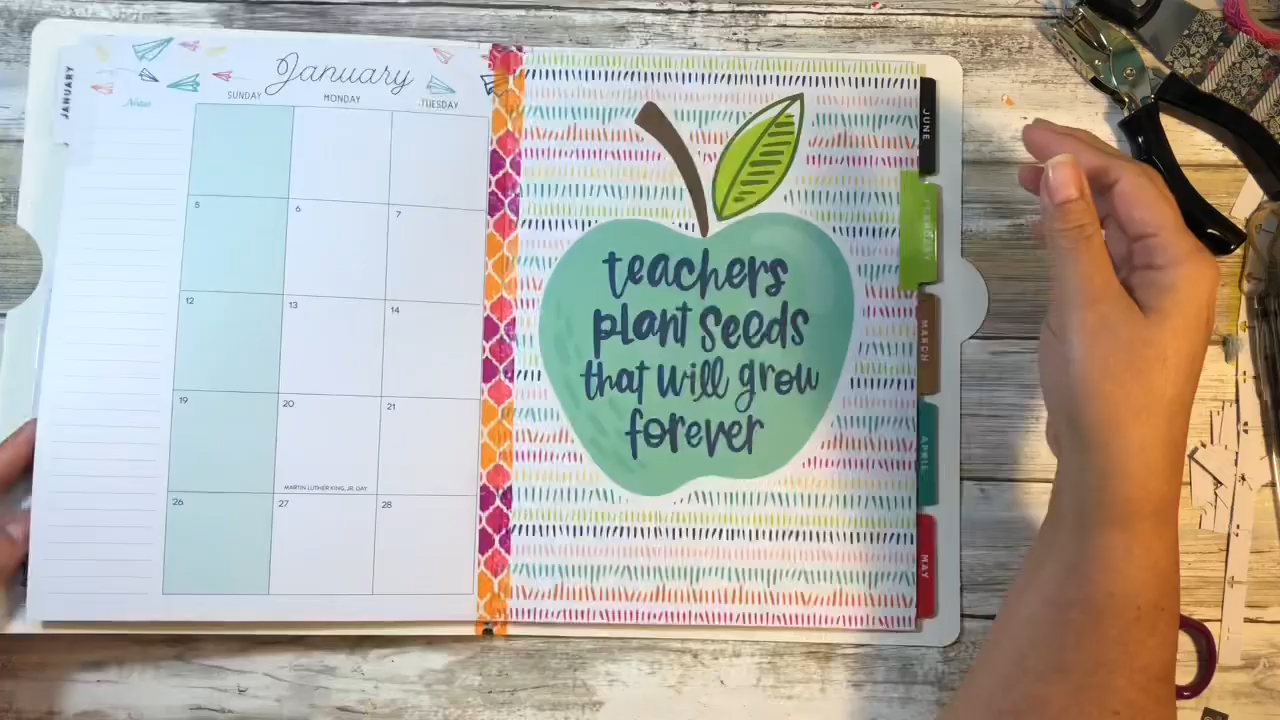 JANUARY
January
Notes
SUNDAY
MONDAY
TUESDAY
5
6
7
12
13
14
19
20
21
MARTIN LUTHER KING, JR. DAY
26
27
28
teachers
plant seeds
that will grow
forever
JUNE
MARCH
APRIL
MAY